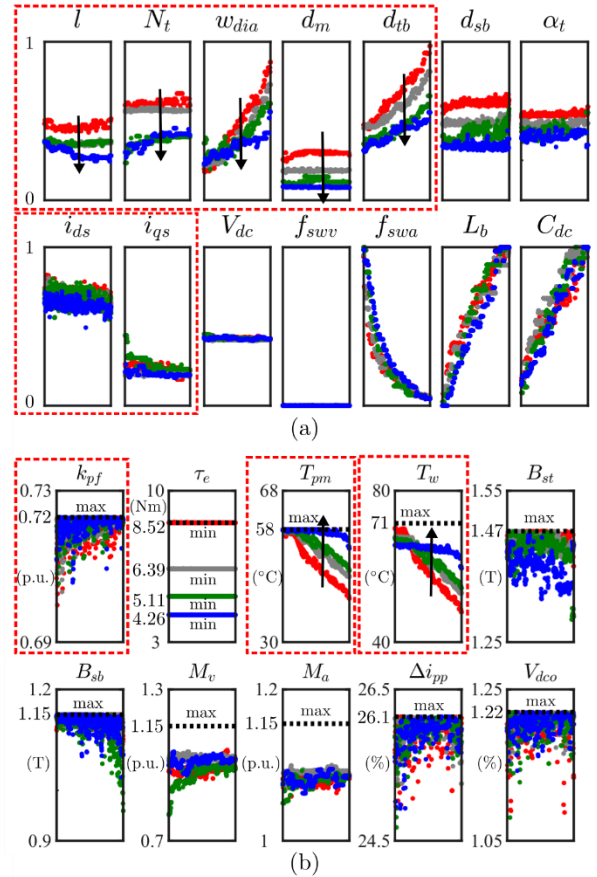 l N_t w_dia d_m d_tb d_sb α_t
1
0
i_ds i_qs V_dc f_swv f_swa L_b C_dc
1
0
(a)
k_pf τ_e T_pm T_w B_st
0.73 10 68 80 1.55
0.72 max (Nm) 8.52 min 58 max 71 max 1.47 max
(p.u.) 6.39 min (°C) (°C) (T)
5.11 min
4.26 min
0.69 3 30 40 1.25
B_sb M_v M_a Δi_pp V_dco
1.2 1.3 1.2 26.5 1.25
1.15 max 1.15 max 1.15 max 26.1 max 1.22 max
(T) (p.u.) (p.u.) (%) (%)
0.9 0.7 1 24.5 1.05
(b)